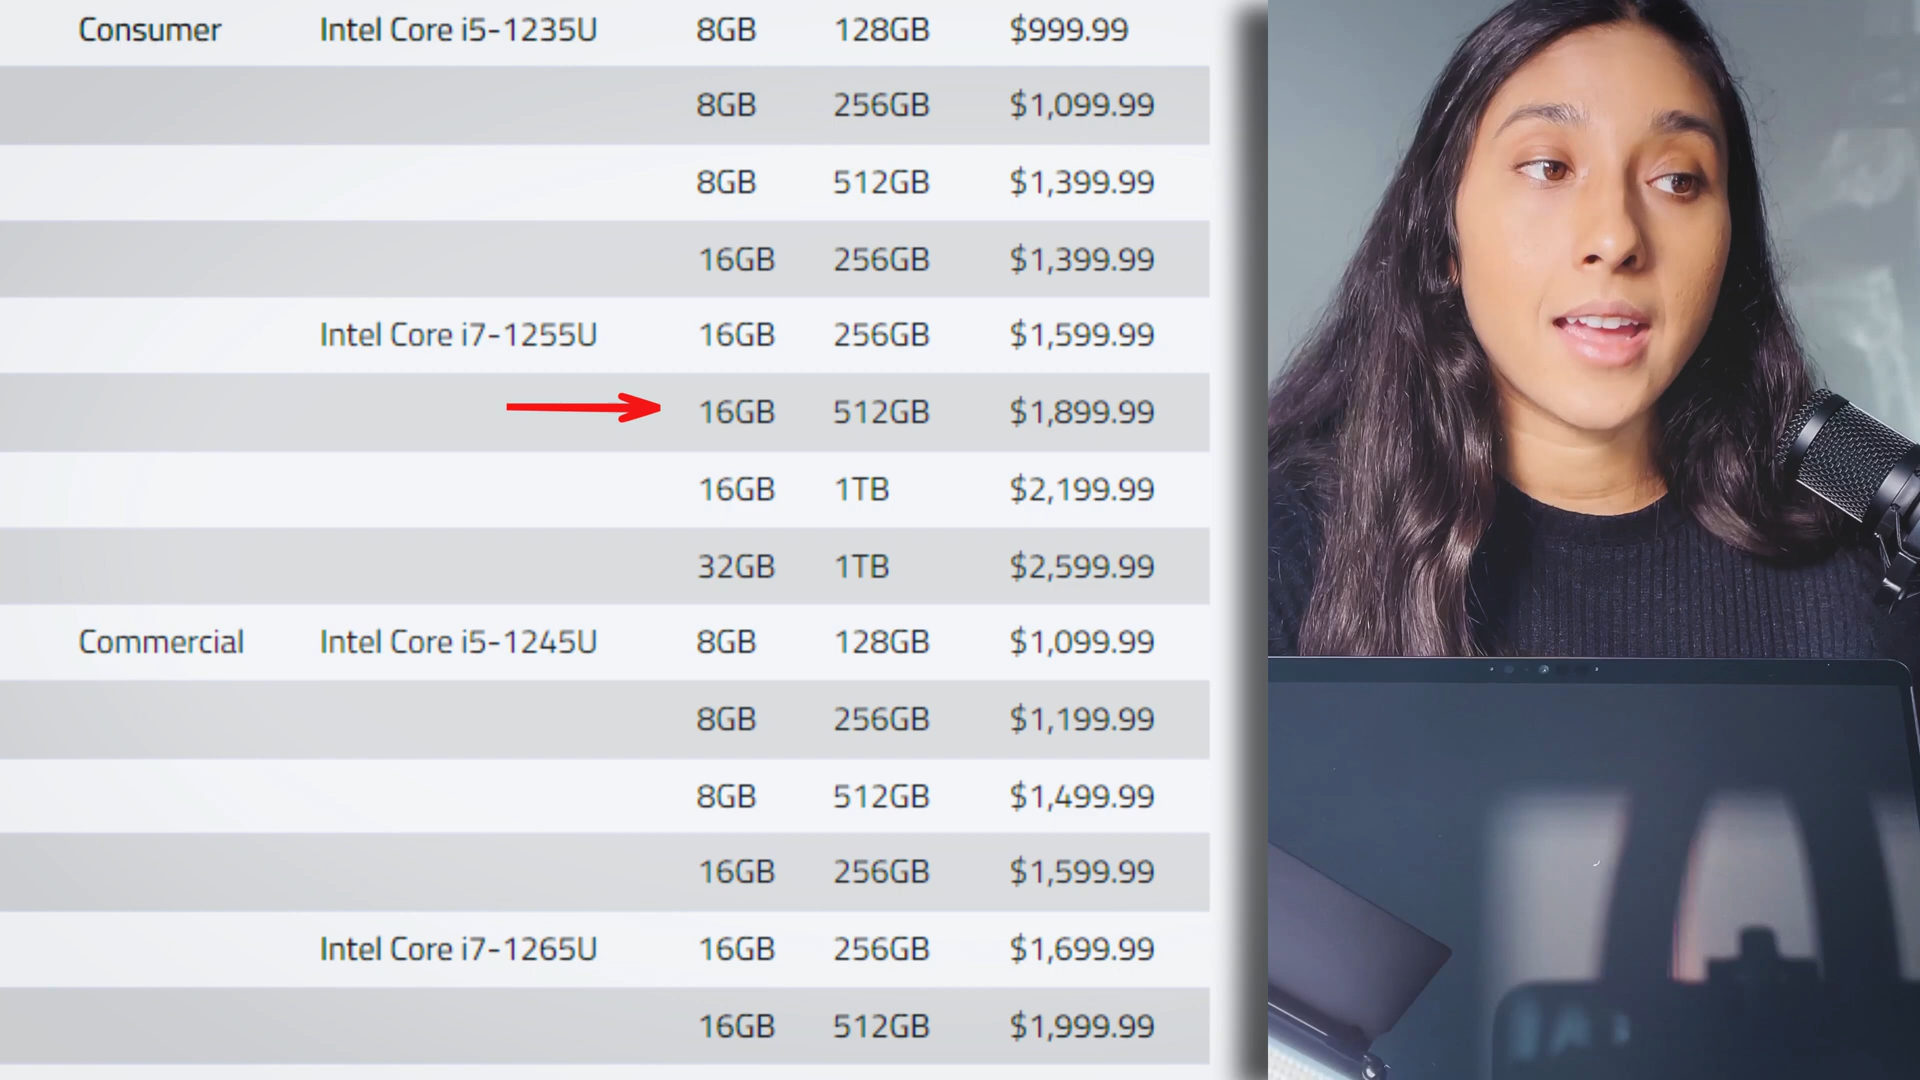 Consumer Intel Core i5-1235U 8GB 128GB $999.99
8GB 256GB $1,099.99
8GB 512GB $1,399.99
16GB 256GB $1,399.99
Intel Core i7-1255U 16GB 256GB $1,599.99
16GB 512GB $1,899.99
16GB 1TB $2,199.99
32GB 1TB $2,599.99
Commercial Intel Core i5-1245U 8GB 128GB $1,099.99
8GB 256GB $1,199.99
8GB 512GB $1,499.99
16GB 256GB $1,599.99
Intel Core i7-1265U 16GB 256GB $1,699.99
16GB 512GB $1,999.99